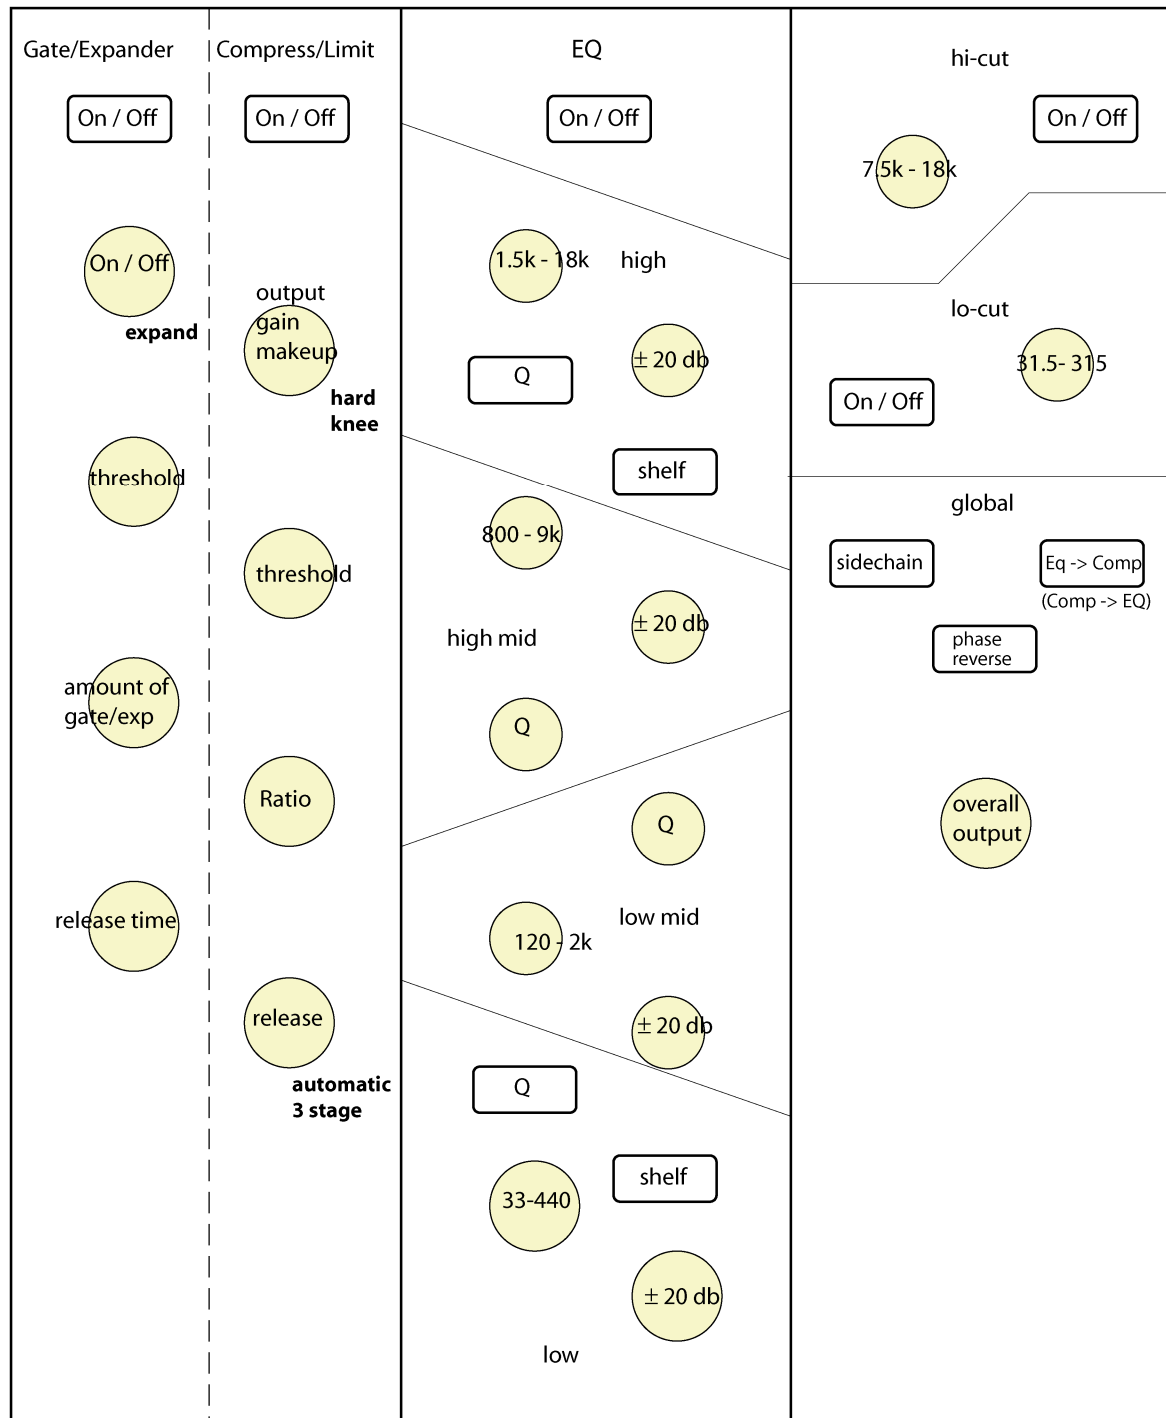 Gate/Expander
On / Off
On / Off
expand
threshold
amount of
gate/exp
release time
Compress/Limit
On / Off
output
gain
makeup
hard
knee
threshold
Ratio
release
automatic
3 stage
EQ
On / Off
1.5k - 18k
high
± 20 db
Q
shelf
800 - 9k
± 20 db
high mid
Q
Q
low mid
120 - 2k
± 20 db
Q
shelf
33-440
± 20 db
low
hi-cut
On / Off
7.5k - 18k
lo-cut
31.5- 315
On / Off
global
sidechain
Eq -> Comp
(Comp -> EQ)
phase
reverse
overall
output